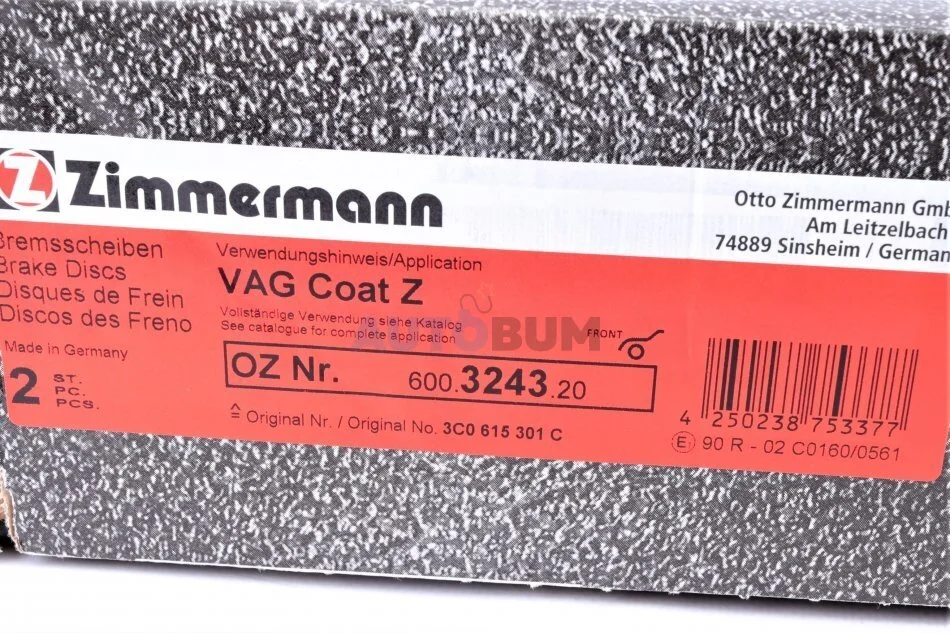 Z Zimmermann
Otto Zimmermann Gmb
Am Leitzelbach
74889 Sinsheim / German
Bremsscheiben
Brake Discs
Disques de Frein
Discos des Freno
Made in Germany
2 ST.
PC.
PCS.
Verwendungshinweis/Application
VAG Coat Z
Vollständige Verwendung siehe Katalog
See catalogue for complete application
AUTOBUM
FRONT
OZ Nr. 600.3243.20
≙ Original Nr. / Original No. 3C0 615 301 C
4 250238 753377
E1 90 R - 02 C0160/0561